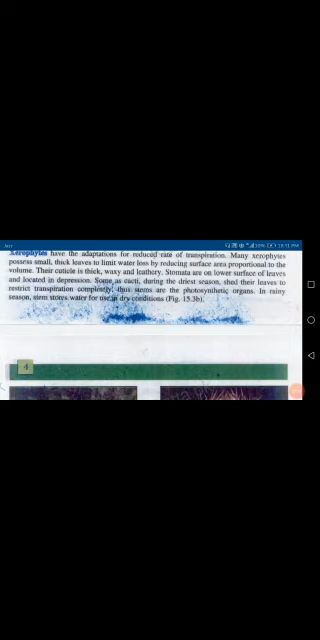 Xerophytes have the adaptations for reduced rate of transpiration. Many xerophytes
possess small, thick leaves to limit water loss by reducing surface area proportional to the
volume. Their cuticle is thick, waxy and leathery. Stomata are on lower surface of leaves
and located in depression. Some as cacti, during the driest season, shed their leaves to
restrict transpiration completely, thus stems are the photosynthetic organs. In rainy
season, stem stores water for use in dry conditions (Fig. 15.3b).
4